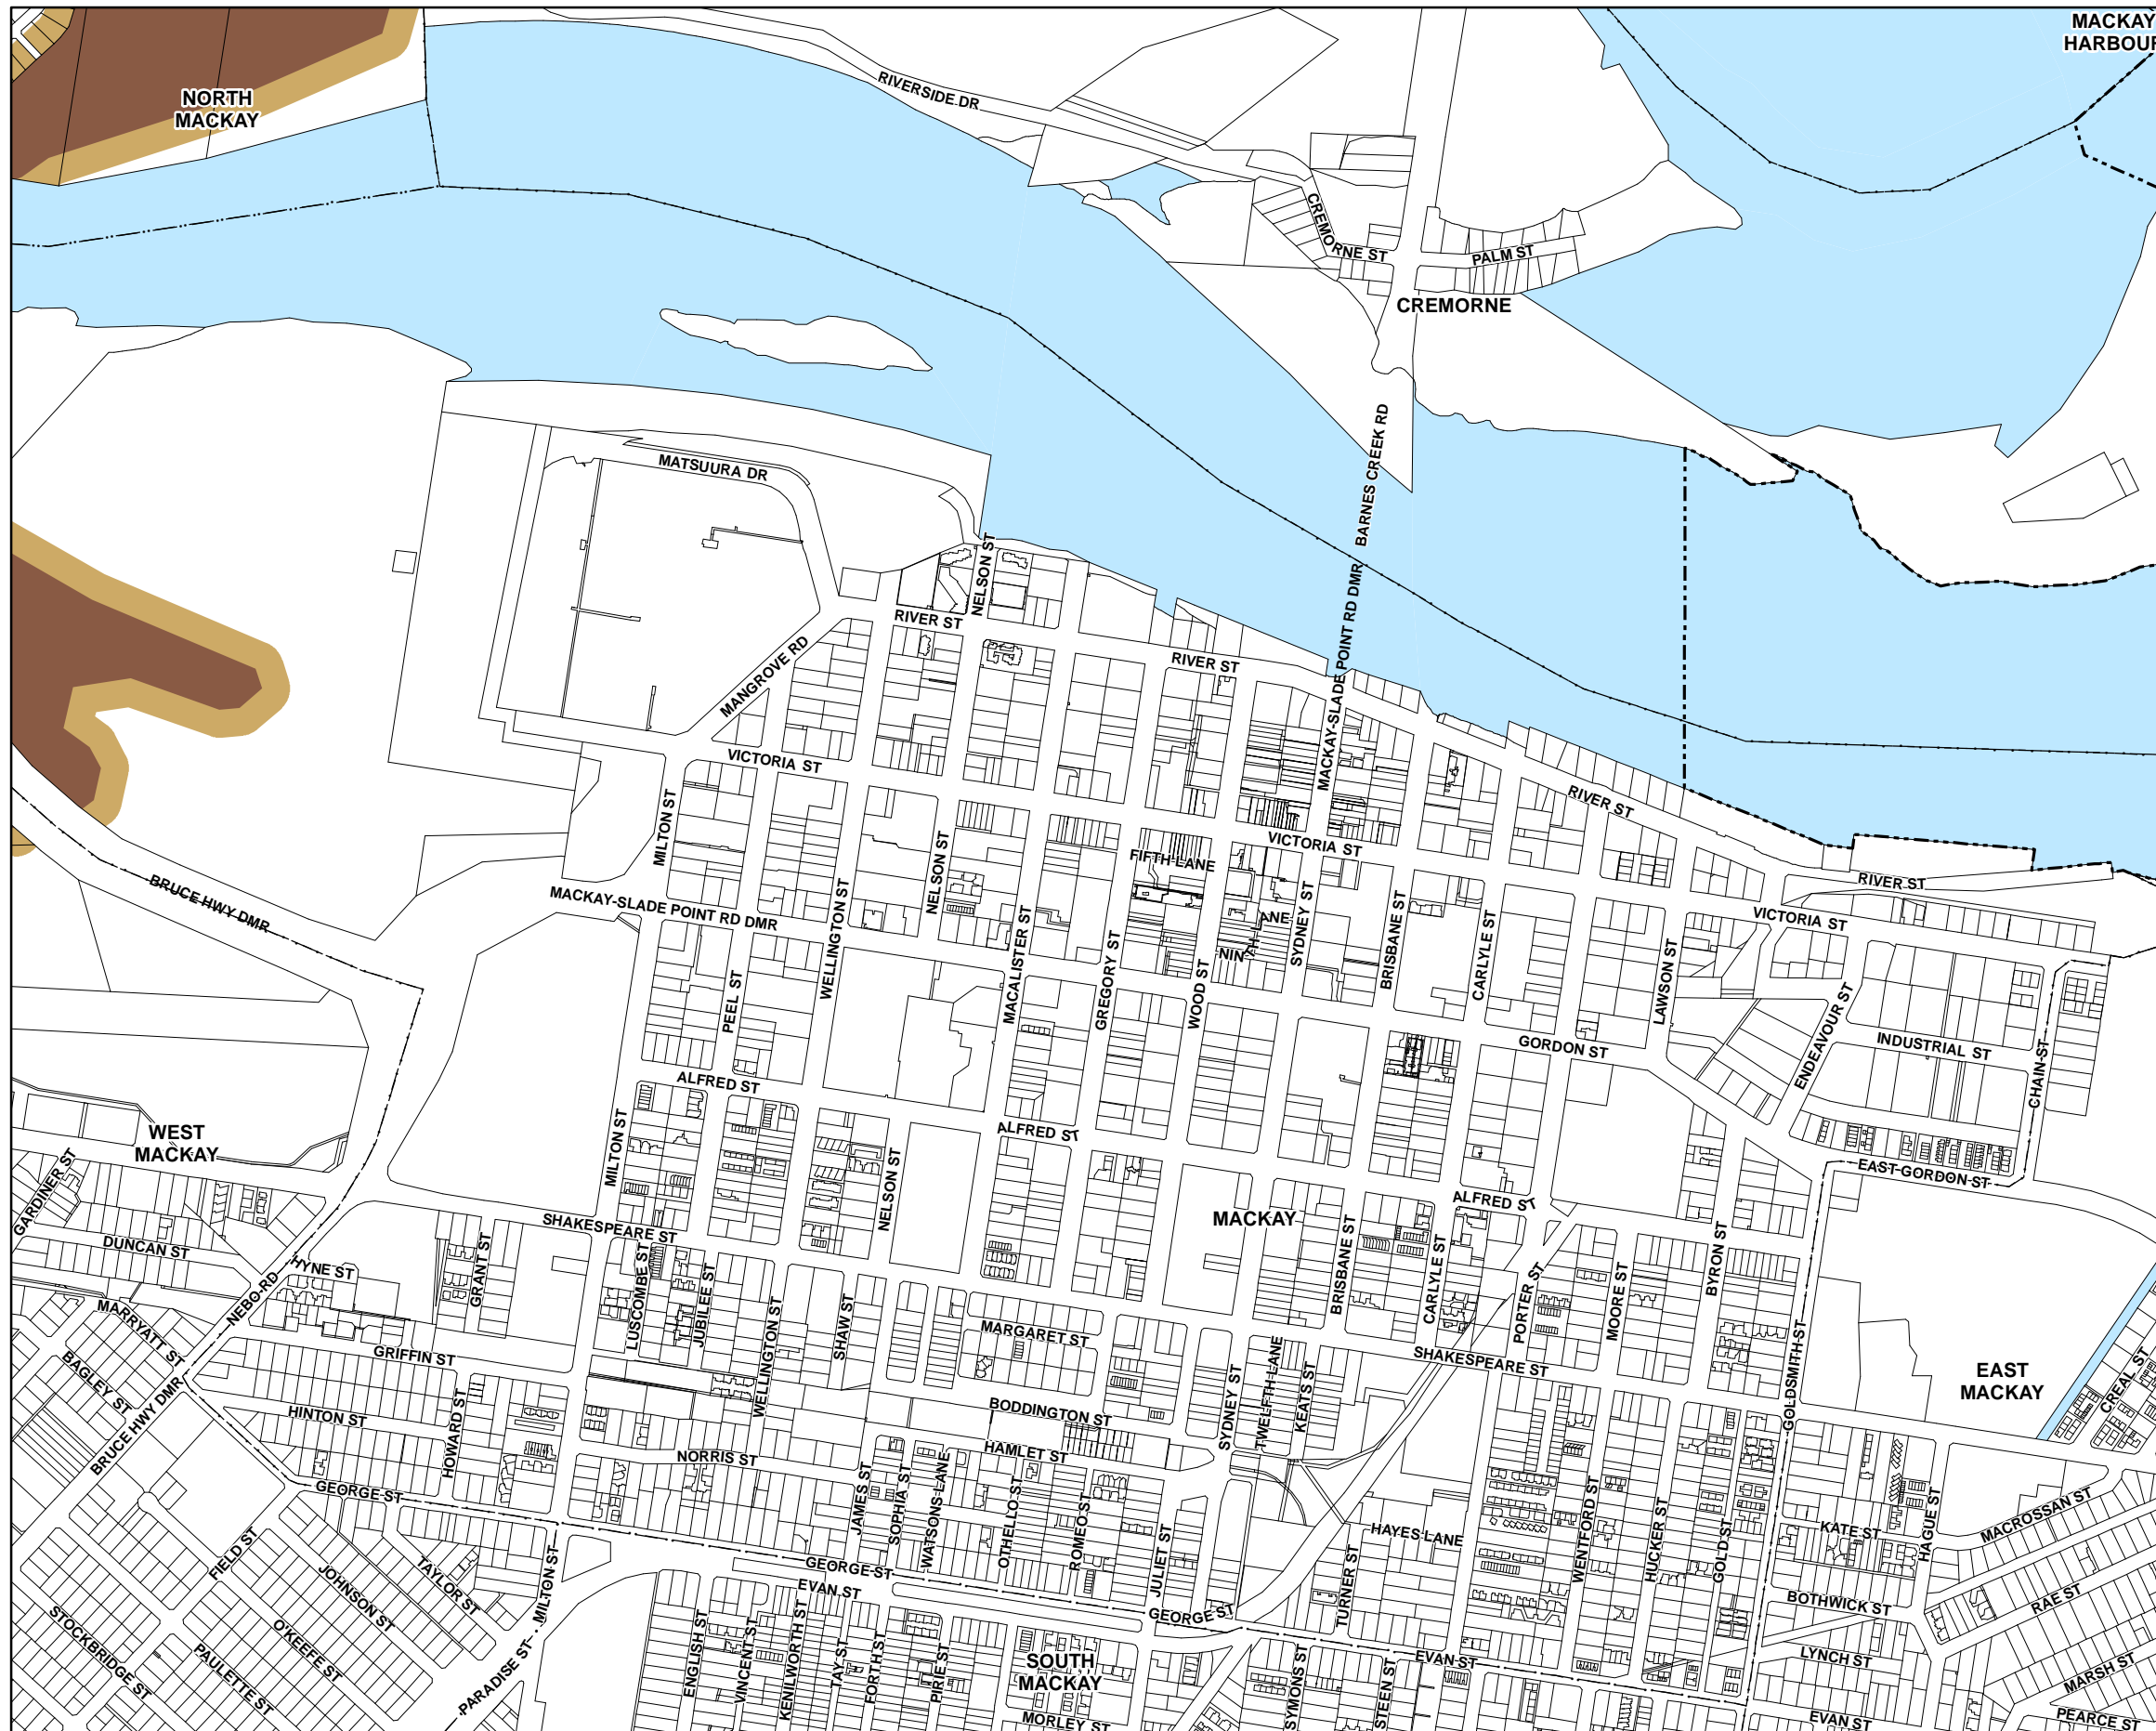 MACKAY
HARBOUR
NORTH
MACKAY
RIVERSIDE DR
CREMORNE ST
PALM ST
CREMORNE
BARNES CREEK RD
MATSUURA DR
NELSON ST
RIVER ST
MANGROVE RD
RIVER ST
MACKAY-SLADE POINT RD DMR
VICTORIA ST
RIVER ST
MILTON ST
NELSON ST
VICTORIA ST
FIFTH LANE
BRUCE HWY DMR
MACKAY-SLADE POINT RD DMR
WELLINGTON ST
MACALISTER ST
GREGORY ST
WOOD ST
NINTH LANE
SYDNEY ST
BRISBANE ST
CARLYLE ST
LAWSON ST
RIVER ST
VICTORIA ST
PEEL ST
ENDEAVOUR ST
INDUSTRIAL ST
CHAIN ST
GORDON ST
ALFRED ST
ALFRED ST
WEST
MACKAY
GARDINER ST
MILTON ST
NELSON ST
EAST GORDON ST
ALFRED ST
MACKAY
SHAKESPEARE ST
DUNCAN ST
HYNE ST
NEBO RD
GRANT ST
LUSCOMBE ST
JUBILEE ST
WELLINGTON ST
SHAW ST
MARGARET ST
BRISBANE ST
CARLYLE ST
PORTER ST
MOORE ST
BYRON ST
GOLDSMITH ST
MARRYATT ST
BAGLEY ST
GRIFFIN ST
SHAKESPEARE ST
EAST
MACKAY
CREAL ST
BRUCE HWY DMR
HINTON ST
HOWARD ST
BODDINGTON ST
SYDNEY ST
TWELFTH LANE
KEATS ST
NORRIS ST
HAMLET ST
GEORGE ST
JAMES ST
SOPHIA ST
WATSONS LANE
OTHELLO ST
ROMEO ST
JULIET ST
HAYES LANE
TURNER ST
WENTFORD ST
HUCKER ST
GOLD ST
KATE ST
HAGUE ST
MACROSSAN ST
FIELD ST
JOHNSON ST
TAYLOR ST
MILTON ST
GEORGE ST
EVAN ST
GEORGE ST
BOTHWICK ST
RAE ST
STOCKBRIDGE ST
PAULETTE ST
O'KEEFE ST
PARADISE ST
ENGLISH ST
VINCENT ST
KENILWORTH ST
TAY ST
FORTH ST
PIRIE ST
SOUTH
MACKAY
MORLEY ST
SYMONS ST
STEEN ST
EVAN ST
LYNCH ST
MARSH ST
EVAN ST
PEARCE ST